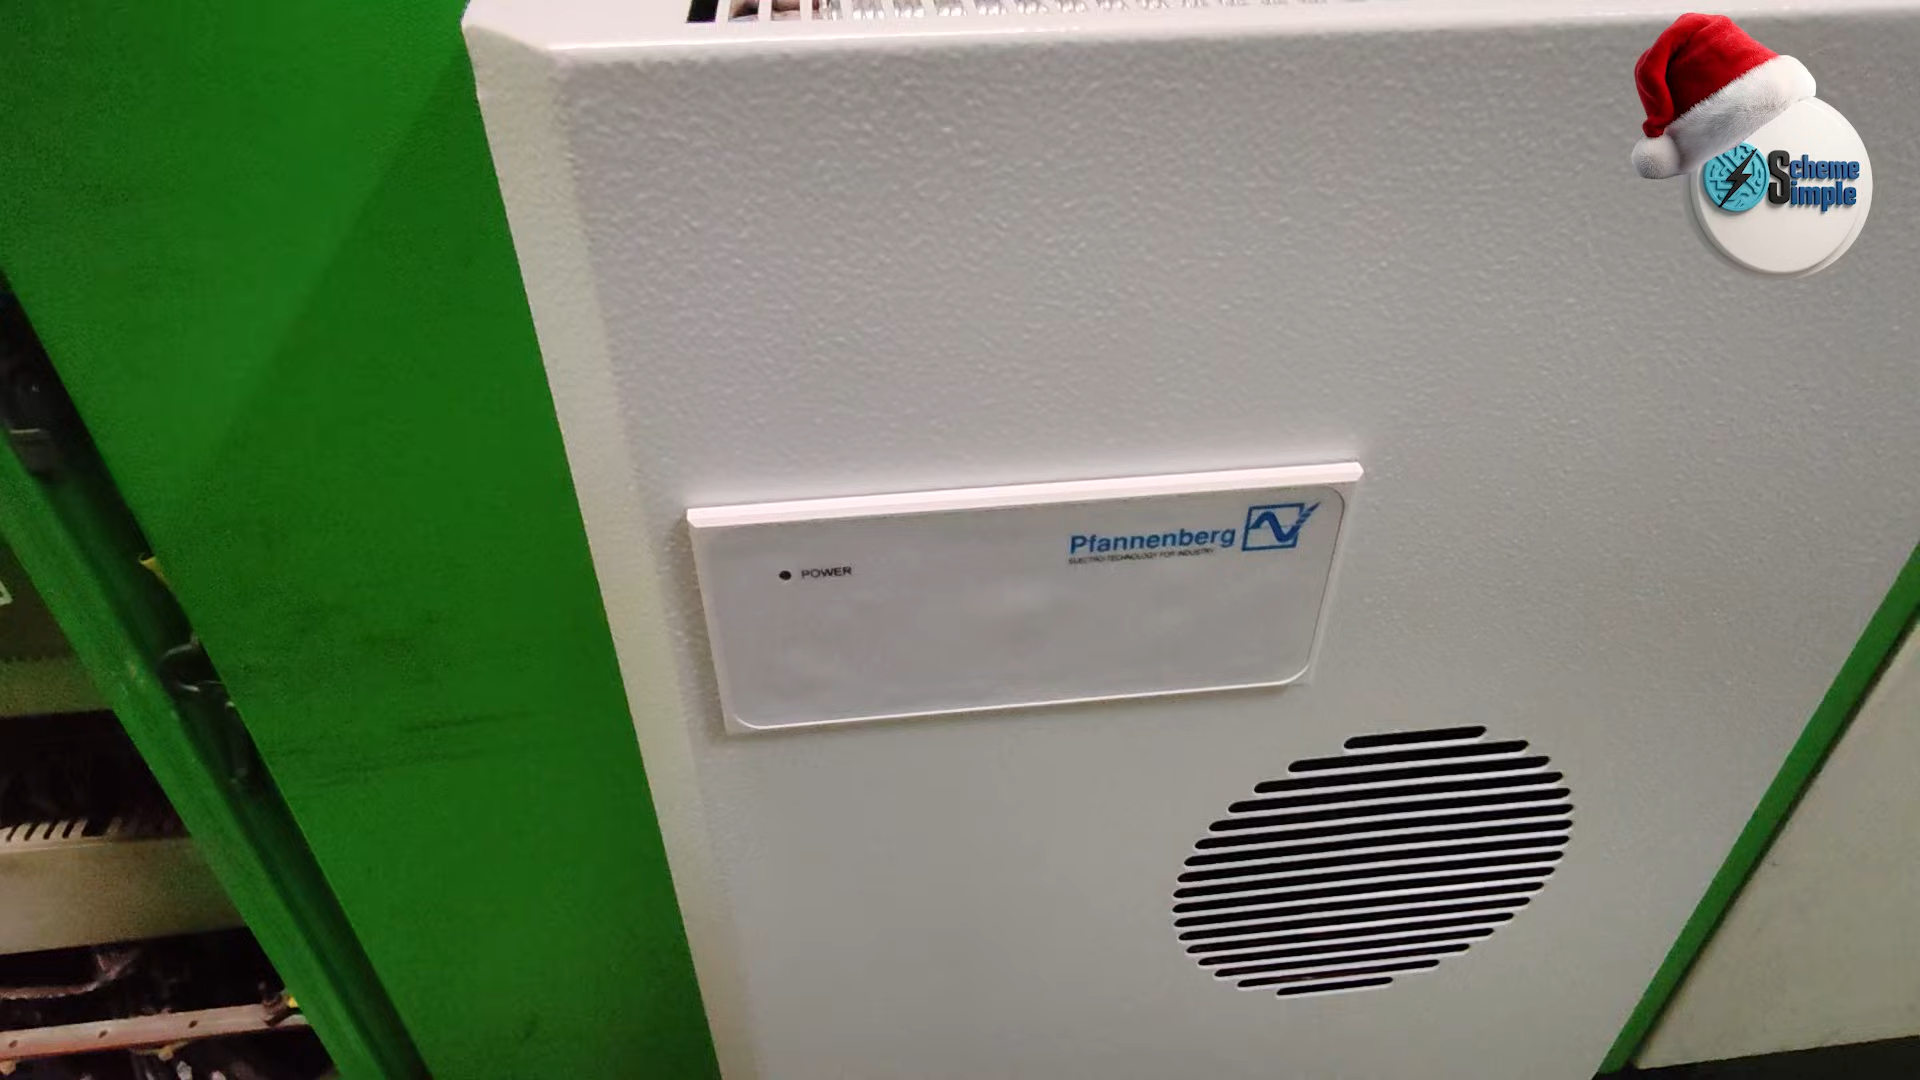 Scheme
Simple
Pfannenberg
ELECTRO-TECHNOLOGY FOR INDUSTRY
POWER